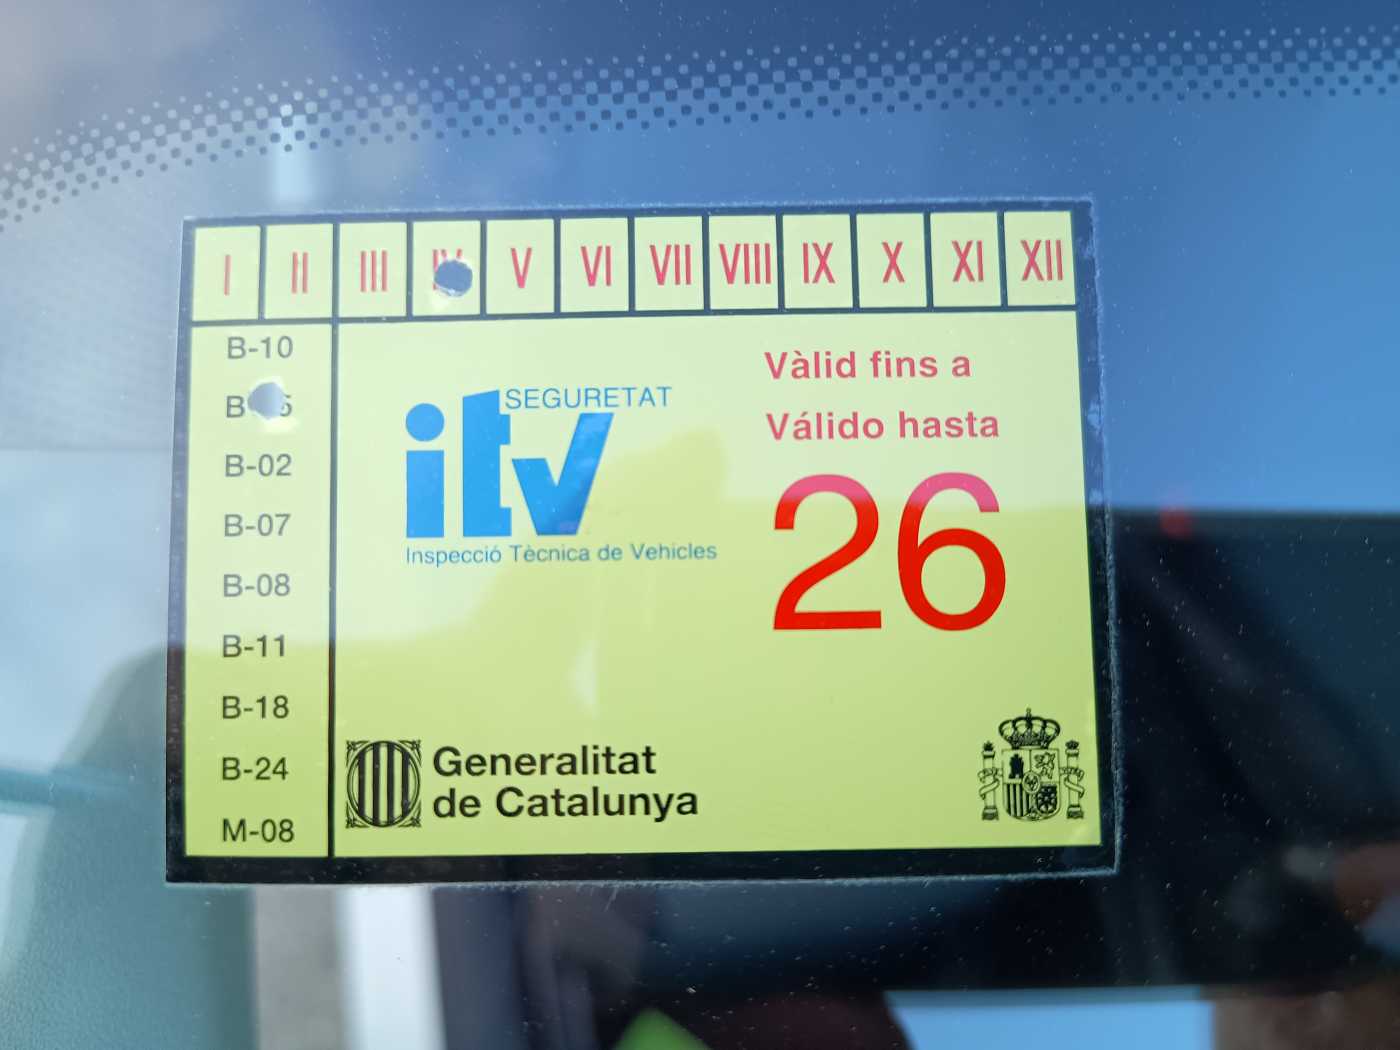 I II III IV V VI VII VIII IX X XI XII
B-10
B-02
B-07
B-08
B-11
B-18
B-24
M-08
SEGURETAT
itv
Inspecció Tècnica de Vehicles
Vàlid fins a
Válido hasta
26
Generalitat
de Catalunya